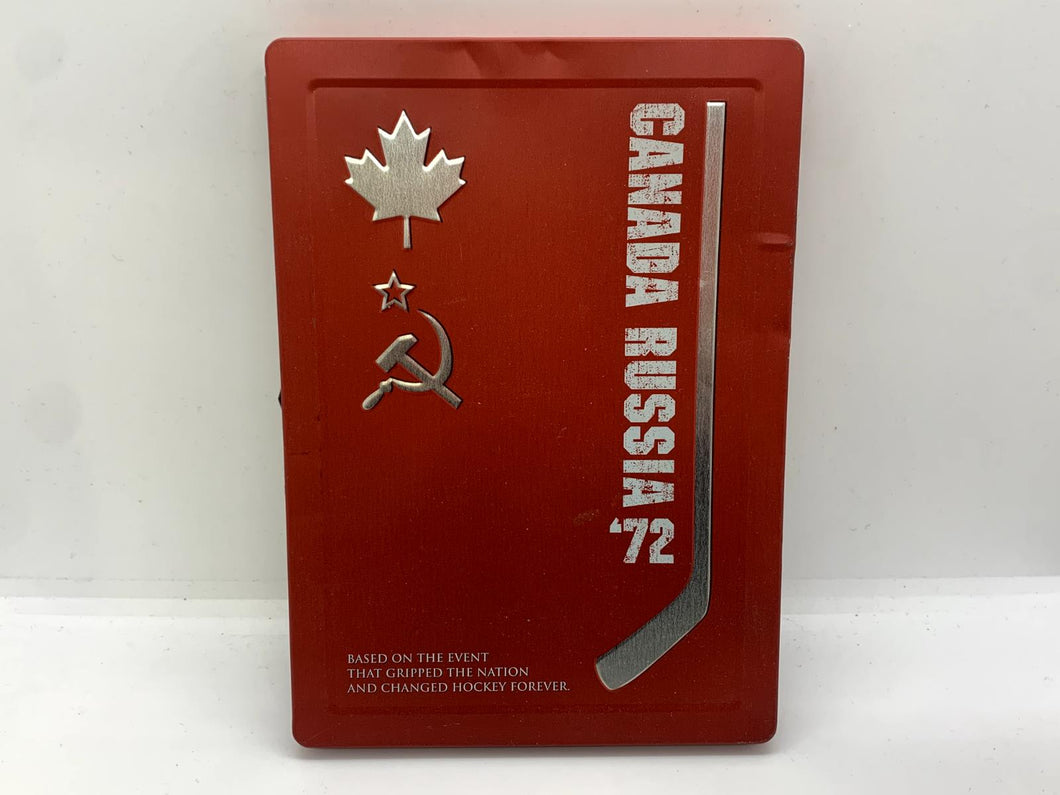 CANADA RUSSIA '72
BASED ON THE EVENT
THAT GRIPPED THE NATION
AND CHANGED HOCKEY FOREVER.